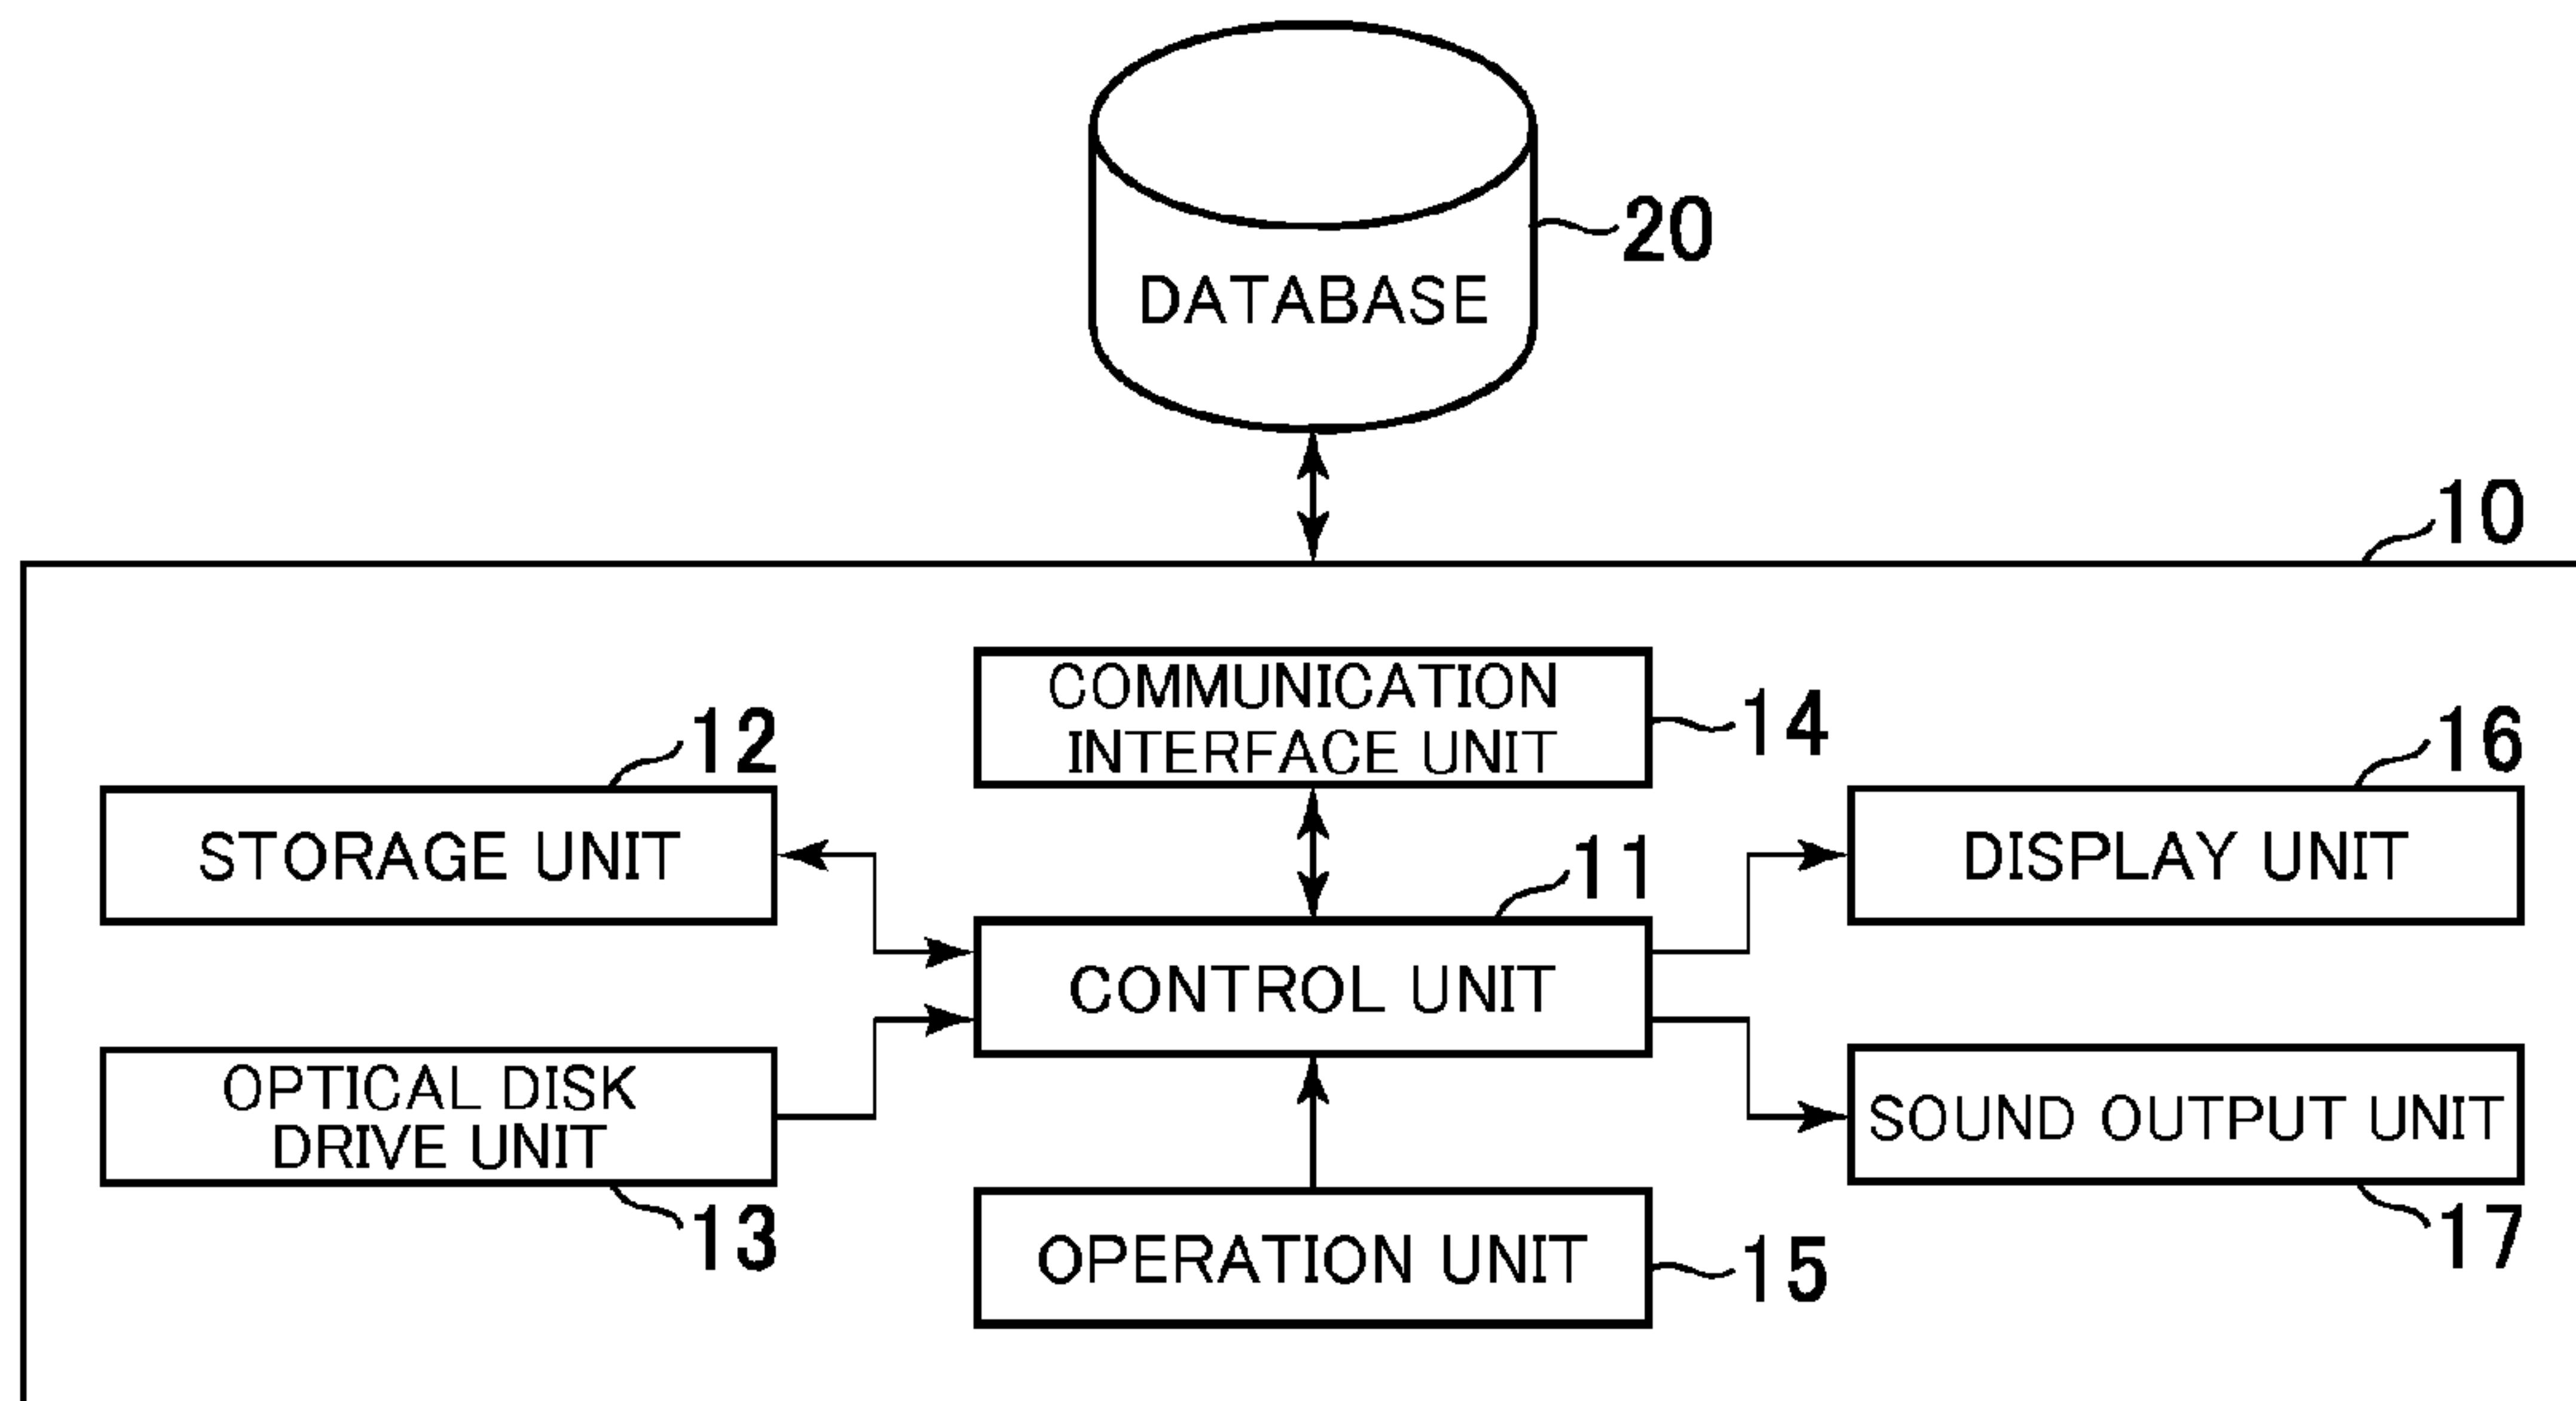 20
DATABASE
10
COMMUNICATION
INTERFACE UNIT
14
12
16
STORAGE UNIT
DISPLAY UNIT
11
CONTROL UNIT
OPTICAL DISK
DRIVE UNIT
SOUND OUTPUT UNIT
13
17
OPERATION UNIT
15